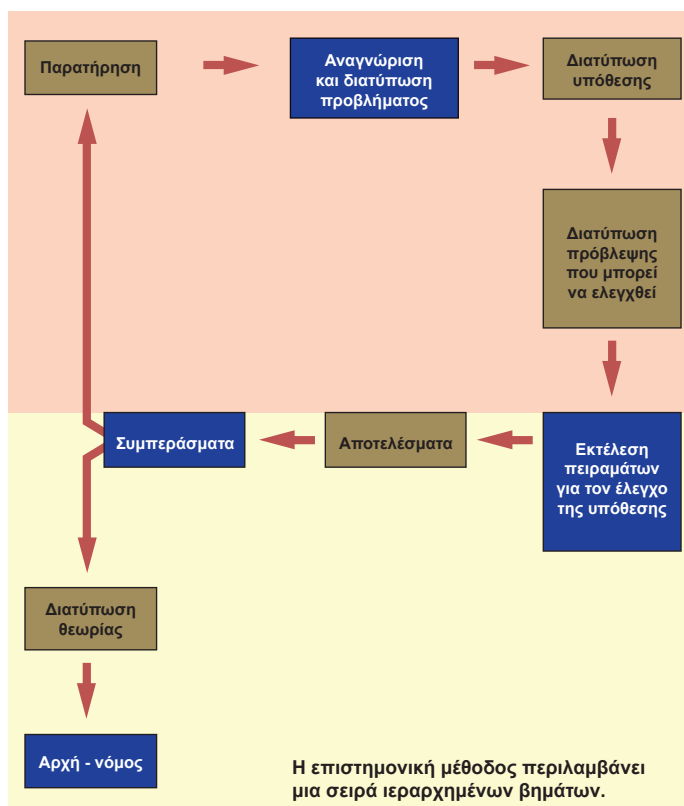 Παρατήρηση
Αναγνώριση
και διατύπωση
προβλήματος
Διατύπωση
υπόθεσης
Διατύπωση
πρόβλεψης
που μπορεί
να ελεγχθεί
Εκτέλεση
πειραμάτων
για τον έλεγχο
της υπόθεσης
Αποτελέσματα
Συμπεράσματα
Διατύπωση
θεωρίας
Αρχή - νόμος
Η επιστημονική μέθοδος περιλαμβάνει
μια σειρά ιεραρχημένων βημάτων.